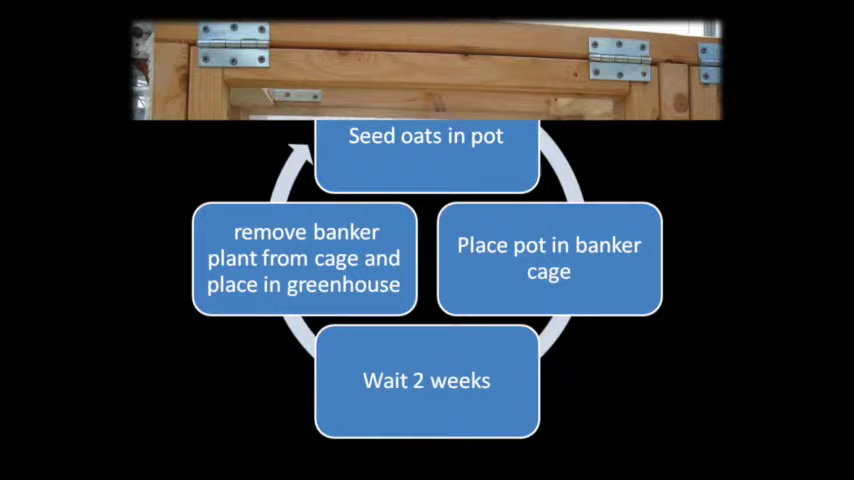 Seed oats in pot
Place pot in banker
cage
Wait 2 weeks
remove banker
plant from cage and
place in greenhouse